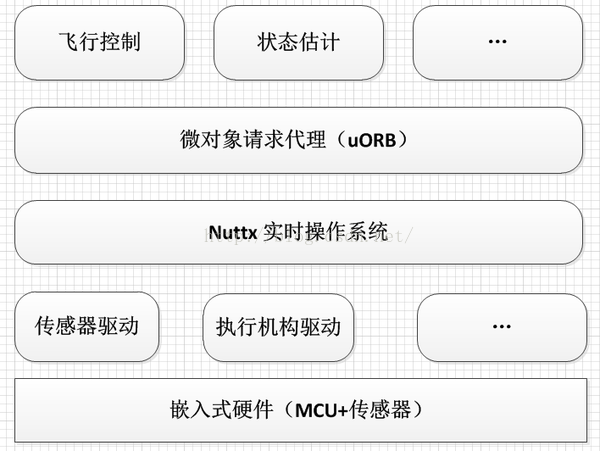 飞行控制
状态估计
...
微对象请求代理（uORB）
Nuttx 实时操作系统
传感器驱动
执行机构驱动
...
嵌入式硬件（MCU+传感器）